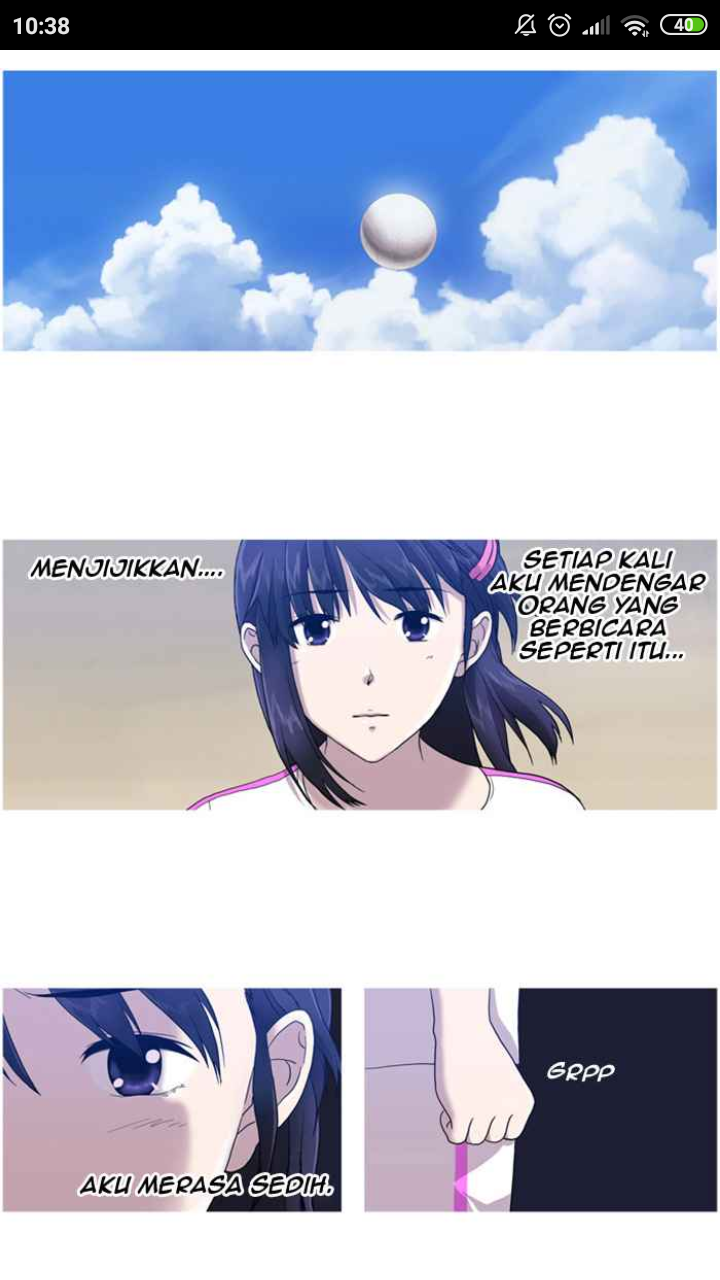 10:38
40
MENJIJIKKAN....
SETIAP KALI
AKU MENDENGAR
ORANG YANG
BERBICARA
SEPERTI ITU...
AKU MERASA SEDIH.
GRPP